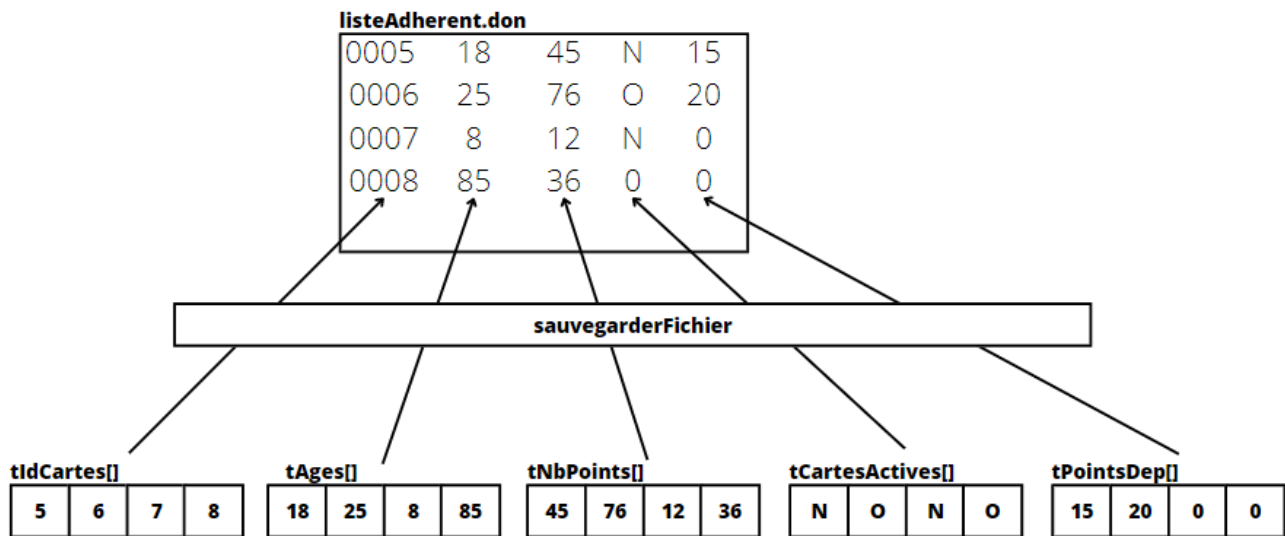 listeAdherent.don
0005 18 45 N 15
0006 25 76 O 20
0007 8 12 N 0
0008 85 36 0 0
sauvegarderFichier
tIdCartes[] tAges[] tNbPoints[] tCartesActives[] tPointsDep[]
5 6 7 8 18 25 8 85 45 76 12 36 N O N O 15 20 0 0